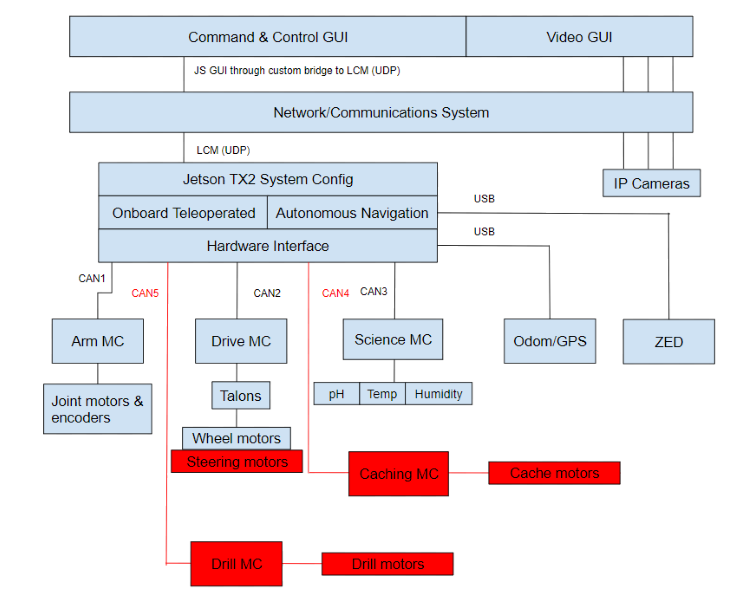 Command & Control GUI
Video GUI
JS GUI through custom bridge to LCM (UDP)
Network/Communications System
LCM (UDP)
Jetson TX2 System Config
IP Cameras
Onboard Teleoperated
Autonomous Navigation
USB
Hardware Interface
USB
CAN1
CAN5
CAN2
CAN4
CAN3
Arm MC
Drive MC
Science MC
Odom/GPS
ZED
Joint motors &
encoders
Talons
pH
Temp
Humidity
Wheel motors
Steering motors
Caching MC
Cache motors
Drill MC
Drill motors